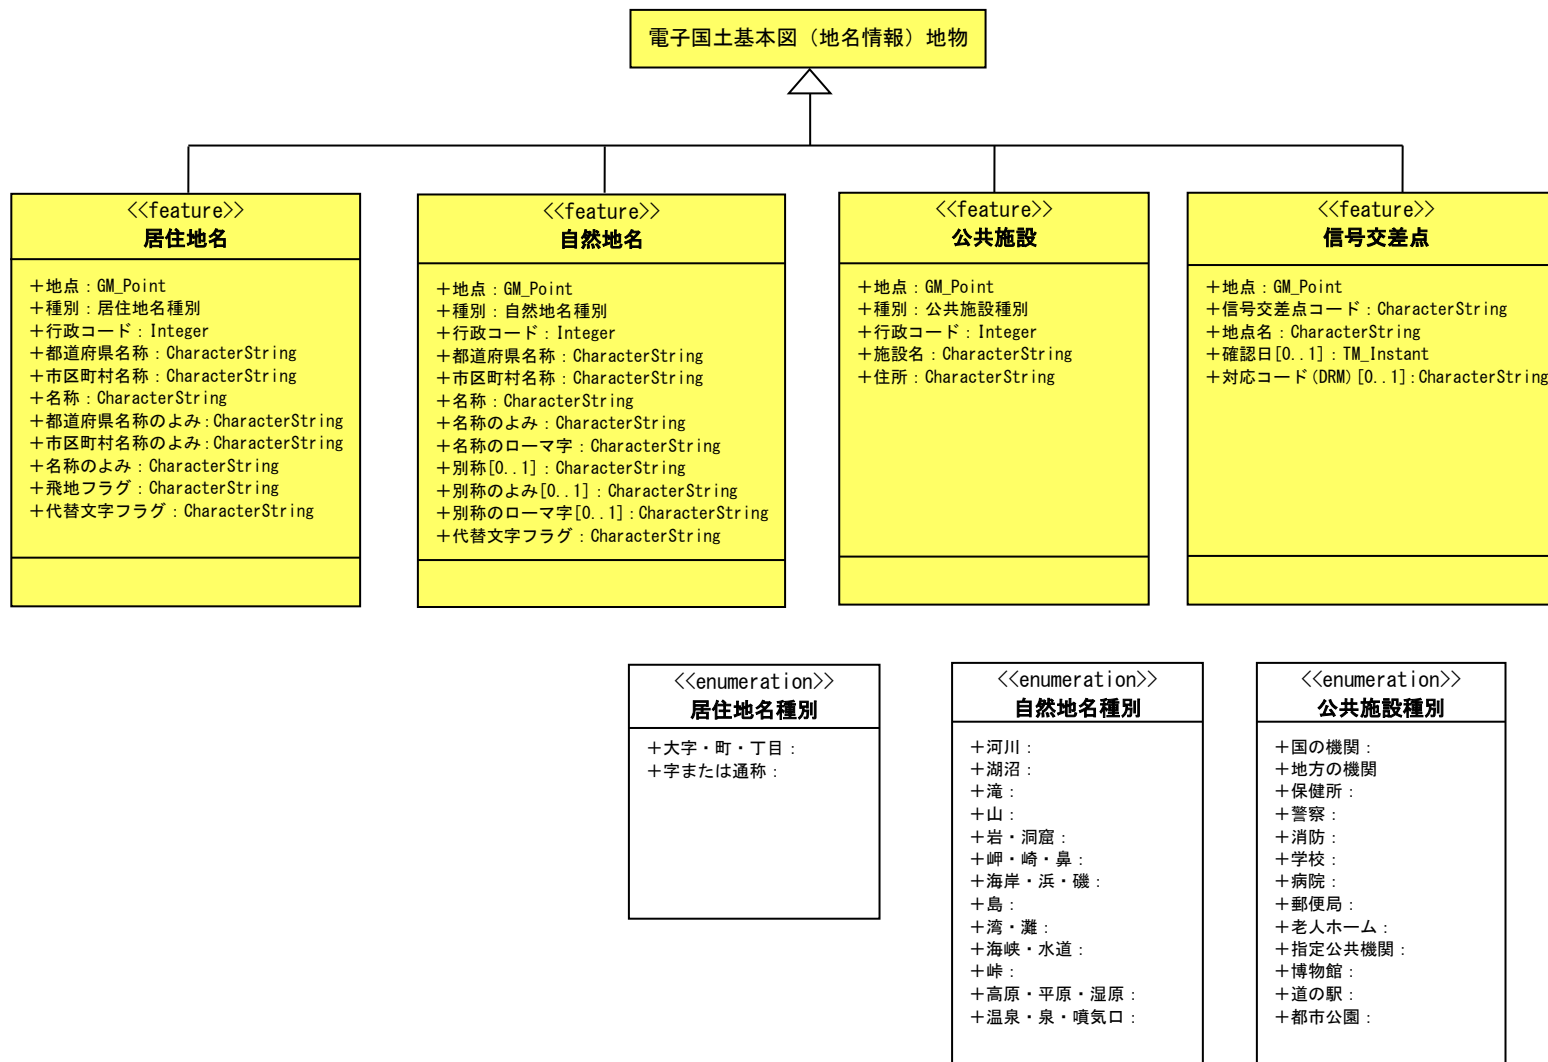 電子国土基本図（地名情報）地物
<<feature>>
居住地名
＋地点：GM_Point
＋種別：居住地名種別
＋行政コード：Integer
＋都道府県名称：CharacterString
＋市区町村名称：CharacterString
＋名称：CharacterString
＋都道府県名称のよみ：CharacterString
＋市区町村名称のよみ：CharacterString
＋名称のよみ：CharacterString
＋飛地フラグ：CharacterString
＋代替文字フラグ：CharacterString
<<feature>>
自然地名
＋地点：GM_Point
＋種別：自然地名種別
＋行政コード：Integer
＋都道府県名称：CharacterString
＋市区町村名称：CharacterString
＋名称：CharacterString
＋名称のよみ：CharacterString
＋名称のローマ字：CharacterString
＋別称[0..1]：CharacterString
＋別称のよみ[0..1]：CharacterString
＋別称のローマ字[0..1]：CharacterString
＋代替文字フラグ：CharacterString
<<feature>>
公共施設
＋地点：GM_Point
＋種別：公共施設種別
＋行政コード：Integer
＋施設名：CharacterString
＋住所：CharacterString
<<feature>>
信号交差点
＋地点：GM_Point
＋信号交差点コード：CharacterString
＋地点名：CharacterString
＋確認日[0..1]：TM_Instant
＋対応コード(DRM)[0..1]：CharacterString
<<enumeration>>
居住地名種別
＋大字・町・丁目：
＋字または通称：
<<enumeration>>
自然地名種別
＋河川：
＋湖沼：
＋滝：
＋山：
＋岩・洞窟：
＋岬・崎・鼻：
＋海岸・浜・磯：
＋島：
＋湾・灘：
＋海峡・水道：
＋峠：
＋高原・平原・湿原：
＋温泉・泉・噴気口：
<<enumeration>>
公共施設種別
＋国の機関：
＋地方の機関
＋保健所：
＋警察：
＋消防：
＋学校：
＋病院：
＋郵便局：
＋老人ホーム：
＋指定公共機関：
＋博物館：
＋道の駅：
＋都市公園：